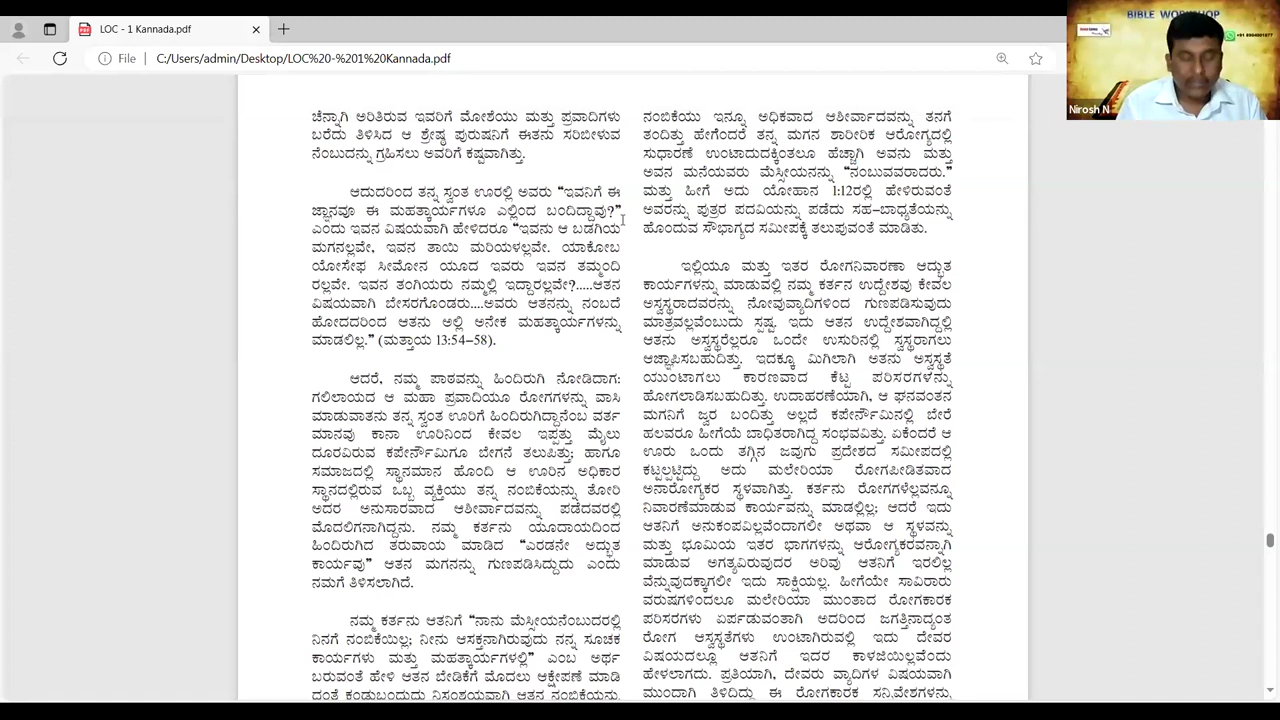 LOC - 1 Kannada.pdf
File
C:/Users/admin/Desktop/LOC%20-%201%20Kannada.pdf
BIBLE WORKSHOP
Nirosh N
ಚೆನ್ನಾಗಿ ಅರಿತಿರುವ ಇವರಿಗೆ ಮೋಶೆಯು ಮತ್ತು ಪ್ರವಾದಿಗಳು
ಬರೆದು ತಿಳಿಸಿದ ಆ ಶ್ರೇಷ್ಠ ಪುರುಷನಿಗೆ ಈತನು ಸರಿಬೀಳುವ
ನೆಂಬುದನ್ನು ಗ್ರಹಿಸಲು ಅವರಿಗೆ ಕಷ್ಟವಾಗಿತ್ತು.
ಆದುದರಿಂದ ತನ್ನ ಸ್ವಂತ ಊರಲ್ಲಿ ಅವರು “ಇವನಿಗೆ ಈ
ಜ್ಞಾನವೂ ಈ ಮಹತ್ಕಾರ್ಯಗಳೂ ಎಲ್ಲಿಂದ ಬಂದಿದ್ದಾವು?”
ಎಂದು ಇವನ ವಿಷಯವಾಗಿ ಹೇಳಿದರೂ “ಇವನು ಆ ಬಡಗಿಯ
ಮಗನಲ್ಲವೇ, ಇವನ ತಾಯಿ ಮರಿಯಳಲ್ಲವೇ. ಯಾಕೋಬ
ಯೋಸೇಫ ಸೀಮೋನ ಯೂದ ಇವರು ಇವನ ತಮ್ಮಂದಿ
ರಲ್ಲವೇ. ಇವನ ತಂಗಿಯರು ನಮ್ಮಲ್ಲಿ ಇದ್ದಾರಲ್ಲವೇ?.....ಆತನ
ವಿಷಯವಾಗಿ ಬೇಸರಗೊಂಡರು....ಅವರು ಆತನನ್ನು ನಂಬದೆ
ಹೋದದರಿಂದ ಆತನು ಅಲ್ಲಿ ಅನೇಕ ಮಹತ್ಕಾರ್ಯಗಳನ್ನು
ಮಾಡಲಿಲ್ಲ.” (ಮತ್ತಾಯ 13:54–58).
ಆದರೆ, ನಮ್ಮ ಪಾಠವನ್ನು ಹಿಂದಿರುಗಿ ನೋಡಿದಾಗ:
ಗಲಿಲಾಯದ ಆ ಮಹಾ ಪ್ರವಾದಿಯೂ ರೋಗಗಳನ್ನು ವಾಸಿ
ಮಾಡುವಾತನು ತನ್ನ ಸ್ವಂತ ಊರಿಗೆ ಹಿಂದಿರುಗಿದ್ದಾನೆಂಬ ವರ್ತ
ಮಾನವು ಕಾನಾ ಊರಿನಿಂದ ಕೇವಲ ಇಪ್ಪತ್ತು ಮೈಲು
ದೂರವಿರುವ ಕಪೆರ್ನೌಮಿಗೂ ಬೇಗನೆ ತಲುಪಿತ್ತು; ಹಾಗೂ
ಸಮಾಜದಲ್ಲಿ ಸ್ಥಾನಮಾನ ಹೊಂದಿ ಆ ಊರಿನ ಅಧಿಕಾರ
ಸ್ಥಾನದಲ್ಲಿರುವ ಒಬ್ಬ ವ್ಯಕ್ತಿಯು ತನ್ನ ನಂಬಿಕೆಯನ್ನು ತೋರಿ
ಅದರ ಅನುಸಾರವಾದ ಆಶೀರ್ವಾದವನ್ನು ಪಡೆದವರಲ್ಲಿ
ಮೊದಲಿಗನಾಗಿದ್ದನು. ನಮ್ಮ ಕರ್ತನು ಯೂದಾಯದಿಂದ
ಹಿಂದಿರುಗಿದ ತರುವಾಯ ಮಾಡಿದ “ಎರಡನೇ ಅದ್ಭುತ
ಕಾರ್ಯವು” ಆತನ ಮಗನನ್ನು ಗುಣಪಡಿಸಿದ್ದುದು ಎಂದು
ನಮಗೆ ತಿಳಿಸಲಾಗಿದೆ.
ನಮ್ಮ ಕರ್ತನು ಆತನಿಗೆ “ನಾನು ಮೆಸ್ಸೀಯನೆಂಬುದರಲ್ಲಿ
ನಿನಗೆ ನಂಬಿಕೆಯಿಲ್ಲ; ನೀನು ಆಸಕ್ತನಾಗಿರುವುದು ನನ್ನ ಸೂಚಕ
ಕಾರ್ಯಗಳು ಮತ್ತು ಮಹತ್ಕಾರ್ಯಗಳಲ್ಲಿ” ಎಂಬ ಅರ್ಥ
ಬರುವಂತೆ ಹೇಳಿ ಆತನ ಬೇಡಿಕೆಗೆ ಮೊದಲು ಆಕ್ಷೇಪಣೆ ಮಾಡಿ
ದಂತೆ ಕಂಡುಬಂದುದು ನಿಸಂಶಯವಾಗಿ ಆತನ ನಂಬಿಕೆಯನು
ನಂಬಿಕೆಯು ಇನ್ನೂ ಅಧಿಕವಾದ ಆಶೀರ್ವಾದವನ್ನು ತನಗೆ
ತಂದಿತ್ತು ಹೇಗೆಂದರೆ ತನ್ನ ಮಗನ ಶಾರೀರಿಕ ಆರೋಗ್ಯದಲ್ಲಿ
ಸುಧಾರಣೆ ಉಂಟಾದುದಕ್ಕಿಂತಲೂ ಹೆಚ್ಚಾಗಿ ಅವನು ಮತ್ತು
ಅವನ ಮನೆಯವರು ಮೆಸ್ಸೀಯನನ್ನು “ನಂಬುವವರಾದರು.”
ಮತ್ತು ಹೀಗೆ ಅದು ಯೋಹಾನ 1:12ರಲ್ಲಿ ಹೇಳಿರುವಂತೆ
ಅವರನ್ನು ಪುತ್ರರ ಪದವಿಯನ್ನು ಪಡೆದು ಸಹ–ಬಾಧ್ಯತೆಯನ್ನು
ಹೊಂದುವ ಸೌಭಾಗ್ಯದ ಸಮೀಪಕ್ಕೆ ತಲುಪುವಂತೆ ಮಾಡಿತು.
ಇಲ್ಲಿಯೂ ಮತ್ತು ಇತರ ರೋಗನಿವಾರಣಾ ಆದ್ಭುತ
ಕಾರ್ಯಗಳನ್ನು ಮಾಡುವಲ್ಲಿ ನಮ್ಮ ಕರ್ತನ ಉದ್ದೇಶವು ಕೇವಲ
ಅಸ್ವಸ್ಥರಾದವರನ್ನು ನೋವುವ್ಯಾದಿಗಳಿಂದ ಗುಣಪಡಿಸುವುದು
ಮಾತ್ರವಲ್ಲವೆಂಬುದು ಸ್ಪಷ್ಟ. ಇದು ಆತನ ಉದ್ದೇಶವಾಗಿದ್ದಲ್ಲಿ
ಆತನು ಅಸ್ವಸ್ಥರೆಲ್ಲರೂ ಒಂದೇ ಉಸುರಿನಲ್ಲಿ ಸ್ವಸ್ಥರಾಗಲು
ಆಜ್ಞಾಪಿಸಬಹುದಿತ್ತು. ಇದಕ್ಕೂ ಮಿಗಿಲಾಗಿ ಅತನು ಅಸ್ವಸ್ಥತೆ
ಯುಂಟಾಗಲು ಕಾರಣವಾದ ಕೆಟ್ಟ ಪರಿಸರಗಳನ್ನು
ಹೋಗಲಾಡಿಸಬಹುದಿತ್ತು. ಉದಾಹರಣೆಯಾಗಿ, ಆ ಘನವಂತನ
ಮಗನಿಗೆ ಜ್ವರ ಬಂದಿತ್ತು ಅಲ್ಲದೆ ಕಪೇರ್ನೌಮಿನಲ್ಲಿ ಬೇರೆ
ಹಲವರೂ ಹೀಗೆಯೆ ಬಾಧಿತರಾಗಿದ್ದ ಸಂಭವವಿತ್ತು. ಏಕೆಂದರೆ ಆ
ಊರು ಒಂದು ತಗ್ಗಿನ ಜವುಗು ಪ್ರದೇಶದ ಸಮೀಪದಲ್ಲಿ
ಕಟ್ಟಲ್ಪಟ್ಟಿದ್ದು ಅದು ಮಲೇರಿಯಾ ರೋಗಪೀಡಿತವಾದ
ಅನಾರೋಗ್ಯಕರ ಸ್ಥಳವಾಗಿತ್ತು. ಕರ್ತನು ರೋಗಗಳೆಲ್ಲವನ್ನೂ
ನಿವಾರಣೆಮಾಡುವ ಕಾರ್ಯವನ್ನು ಮಾಡಲ್ಲಿಲ್ಲ; ಆದರೆ ಇದು
ಆತನಿಗೆ ಅನುಕಂಪವಿಲ್ಲವೆಂದಾಗಲೀ ಅಥವಾ ಆ ಸ್ಥಳವನ್ನು
ಮತ್ತು ಭೂಮಿಯ ಇತರ ಭಾಗಗಳನ್ನು ಆರೋಗ್ಯಕರವನ್ನಾಗಿ
ಮಾಡುವ ಅಗತ್ಯವಿರುವುದರ ಅರಿವು ಆತನಿಗೆ ಇರಲಿಲ್ಲ
ವೆನ್ನುವುದಕ್ಕಾಗಲೀ ಇದು ಸಾಕ್ಷಿಯಲ್ಲ. ಹೀಗೆಯೇ ಸಾವಿರಾರು
ವರುಷಗಳಿಂದಲೂ ಮಲೇರಿಯಾ ಮುಂತಾದ ರೋಗಕಾರಕ
ಪರಿಸರಗಳು ಏರ್ಪಡುವಂತಾಗಿ ಅದರಿಂದ ಜಗತ್ತಿನಾದ್ಯಂತ
ರೋಗ ಆಸ್ವಸ್ಥತೆಗಳು ಉಂಟಾಗಿರುವಲ್ಲಿ ಇದು ದೇವರ
ವಿಷಯದಲ್ಲೂ ಆತನಿಗೆ ಇದರ ಕಾಳಜಿಯಿಲ್ಲವೆಂದು
ಹೇಳಲಾಗದು. ಪ್ರತಿಯಾಗಿ, ದೇವರು ವ್ಯಾದಿಗಳ ವಿಷಯವಾಗಿ
ಮುಂದಾಗಿ ತಿಳಿದಿದ್ದು ಈ ರೋಗಕಾರಕ ಸನ್ನಿವೇಶಗಳನ್ನು